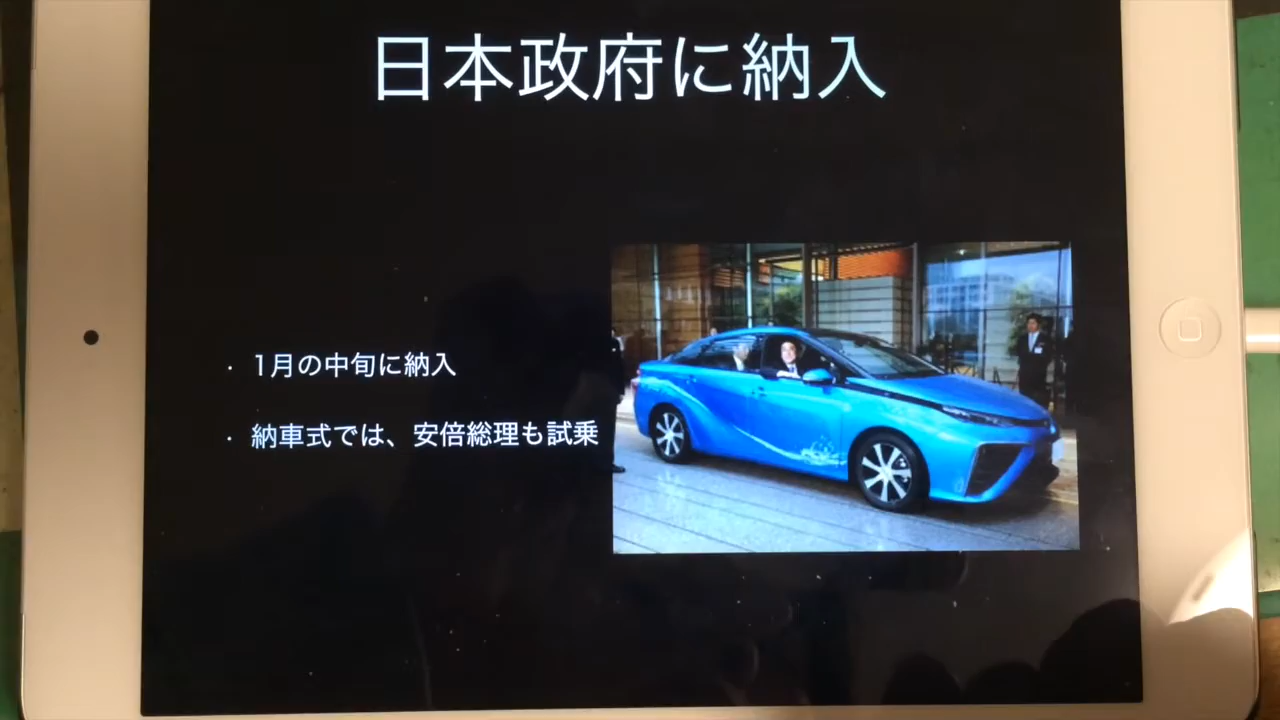 日本政府に納入
・1月の中旬に納入
・納車式では、安倍総理も試乗